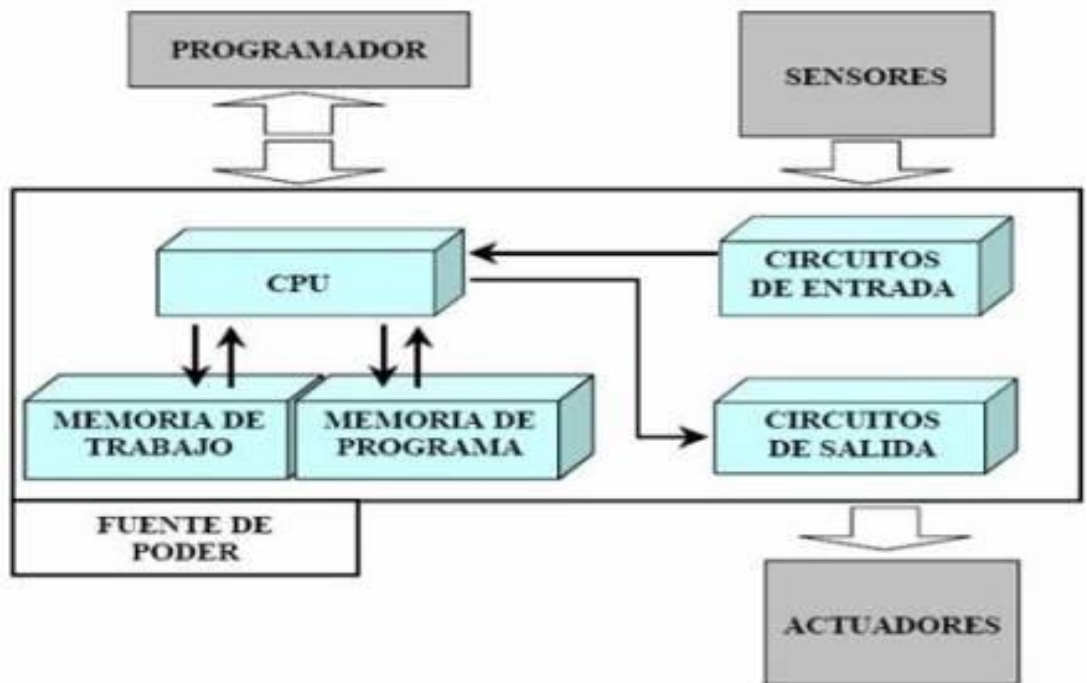 PROGRAMADOR
SENSORES
CPU
CIRCUITOS
DE ENTRADA
MEMORIA DE
TRABAJO
MEMORIA DE
PROGRAMA
CIRCUITOS
DE SALIDA
FUENTE DE
PODER
ACTUADORES